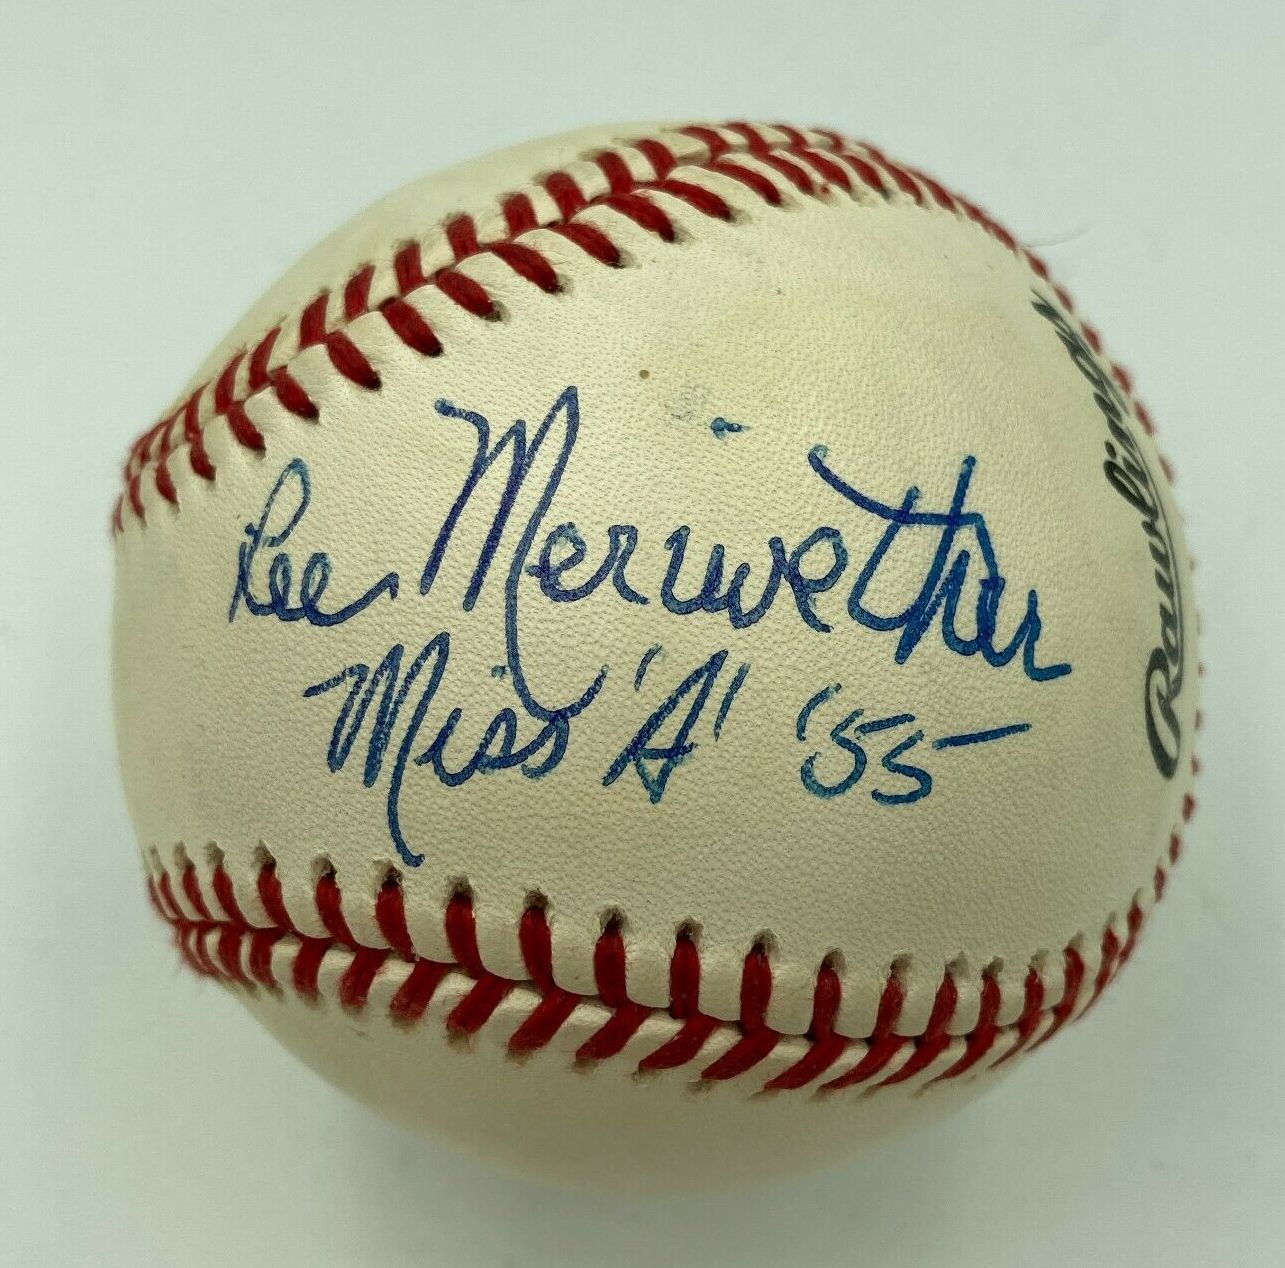 Lee Meriwether
Miss 'A' '55
Rawlings